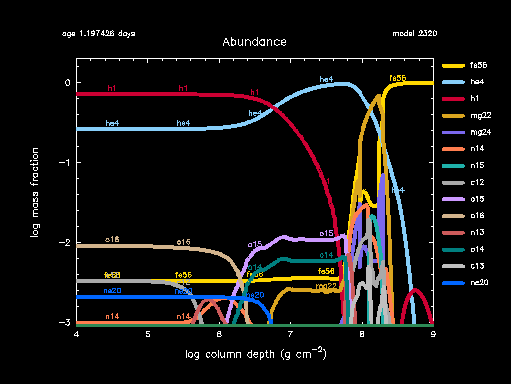 age 1.197426 days
model 2320
Abundance
0
−1
−2
−3
log mass fraction
4
5
6
7
8
9
log column depth (g cm−2)
h1
h1
h1
he4
he4
he4
he4
o16
o16
fe56
fe56
fe56
fe56
ne20
ne20
n14
n14
o15
o15
o14
mg22
fe56
he4
h1
mg22
mg24
n14
n15
c12
o15
o16
n13
o14
c13
ne20